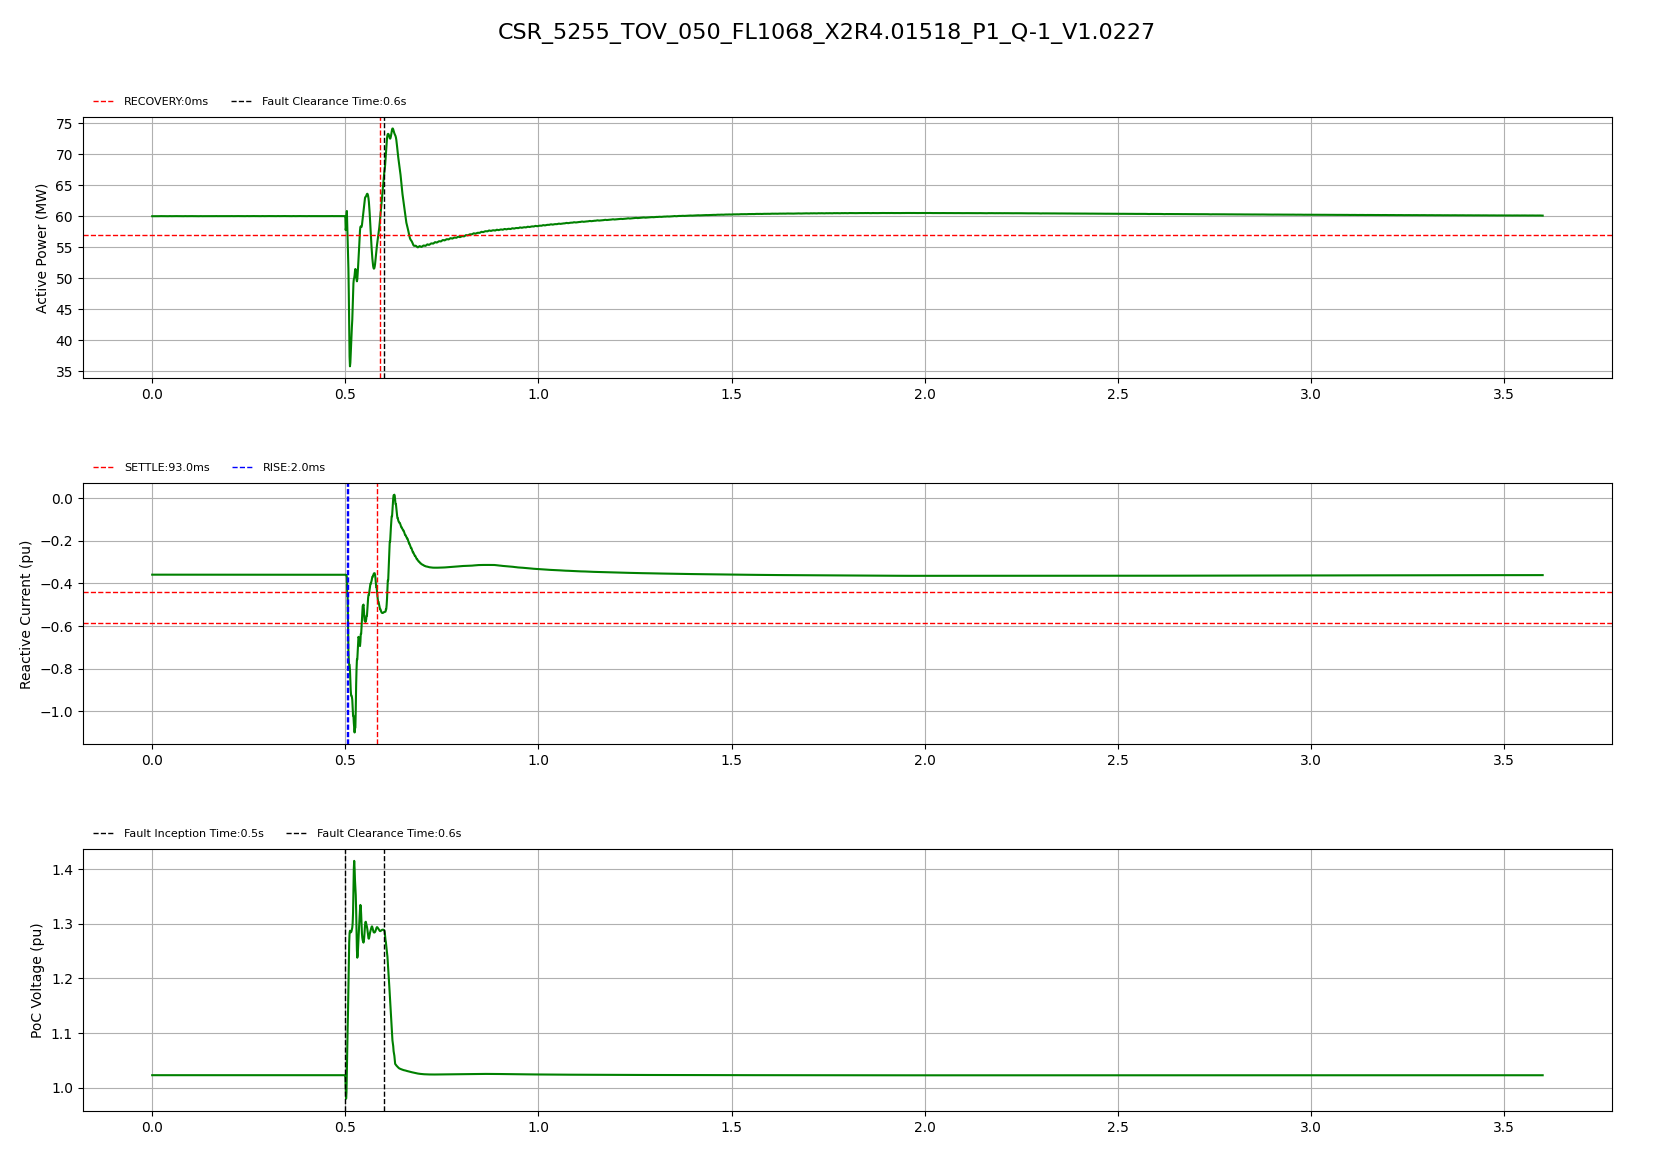 CSR_5255_TOV_050_FL1068_X2R4.01518_P1_Q-1_V1.0227
RECOVERY:0ms Fault Clearance Time:0.6s
Active Power (MW)
75
70
65
60
55
50
45
40
35
0.0 0.5 1.0 1.5 2.0 2.5 3.0 3.5
SETTLE:93.0ms RISE:2.0ms
Reactive Current (pu)
0.0
−0.2
−0.4
−0.6
−0.8
−1.0
0.0 0.5 1.0 1.5 2.0 2.5 3.0 3.5
Fault Inception Time:0.5s Fault Clearance Time:0.6s
PoC Voltage (pu)
1.4
1.3
1.2
1.1
1.0
0.0 0.5 1.0 1.5 2.0 2.5 3.0 3.5